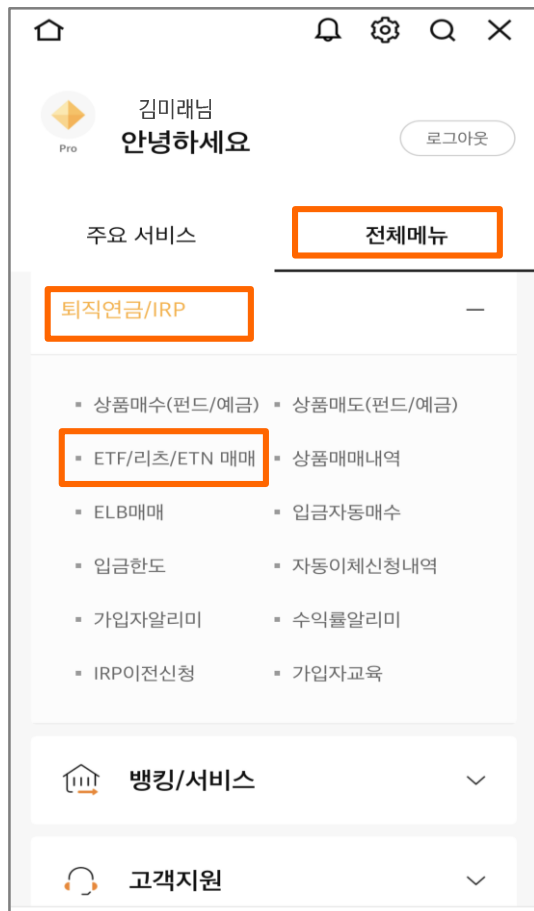 김미래님
Pro
안녕하세요
로그아웃
주요 서비스
전체메뉴
퇴직연금/IRP
상품매수(펀드/예금)
상품매도(펀드/예금)
ETF/리츠/ETN 매매
상품매매내역
ELB매매
입금자동매수
입금한도
자동이체신청내역
가입자알리미
수익률알리미
IRP이전신청
가입자교육
뱅킹/서비스
고객지원